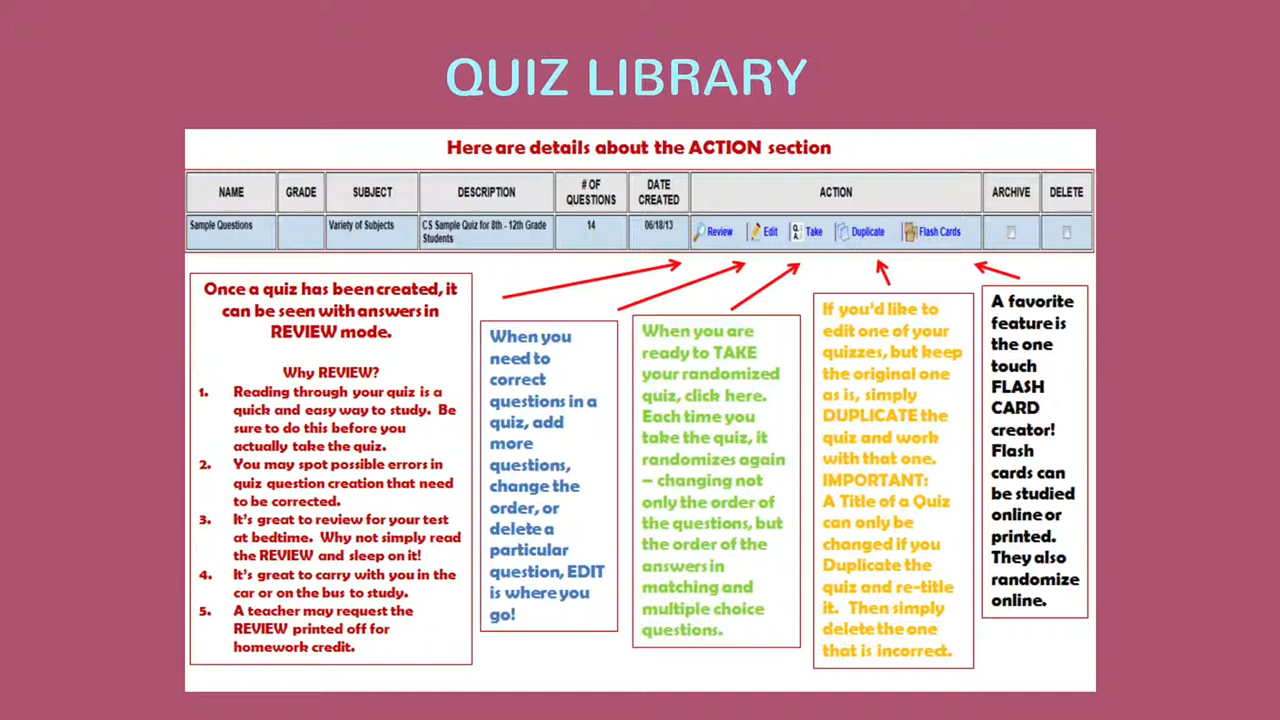 QUIZ LIBRARY
Here are details about the ACTION section
NAME GRADE SUBJECT DESCRIPTION # OF QUESTIONS DATE CREATED ACTION ARCHIVE DELETE
Sample Questions Variety of Subjects CS Sample Quiz for 8th - 12th Grade Students 14 06/18/13 Review Edit Take Duplicate Flash Cards
Once a quiz has been created, it
can be seen with answers in
REVIEW mode.
Why REVIEW?
1. Reading through your quiz is a
quick and easy way to study. Be
sure to do this before you
actually take the quiz.
2. You may spot possible errors in
quiz question creation that need
to be corrected.
3. It's great to review for your test
at bedtime. Why not simply read
the REVIEW and sleep on it!
4. It's great to carry with you in the
car or on the bus to study.
5. A teacher may request the
REVIEW printed off for
homework credit.
When you
need to
correct
questions in a
quiz, add
more
questions,
change the
order, or
delete a
particular
question, EDIT
is where you
go!
When you are
ready to TAKE
your randomized
quiz, click here.
Each time you
take the quiz, it
randomizes again
– changing not
only the order of
the questions, but
the order of the
answers in
matching and
multiple choice
questions.
If you'd like to
edit one of your
quizzes, but keep
the original one
as is, simply
DUPLICATE the
quiz and work
with that one.
IMPORTANT:
A Title of a Quiz
can only be
changed if you
Duplicate the
quiz and re-title
it. Then simply
delete the one
that is incorrect.
A favorite
feature is
the one
touch
FLASH
CARD
creator!
Flash
cards can
be studied
online or
printed.
They also
randomize
online.